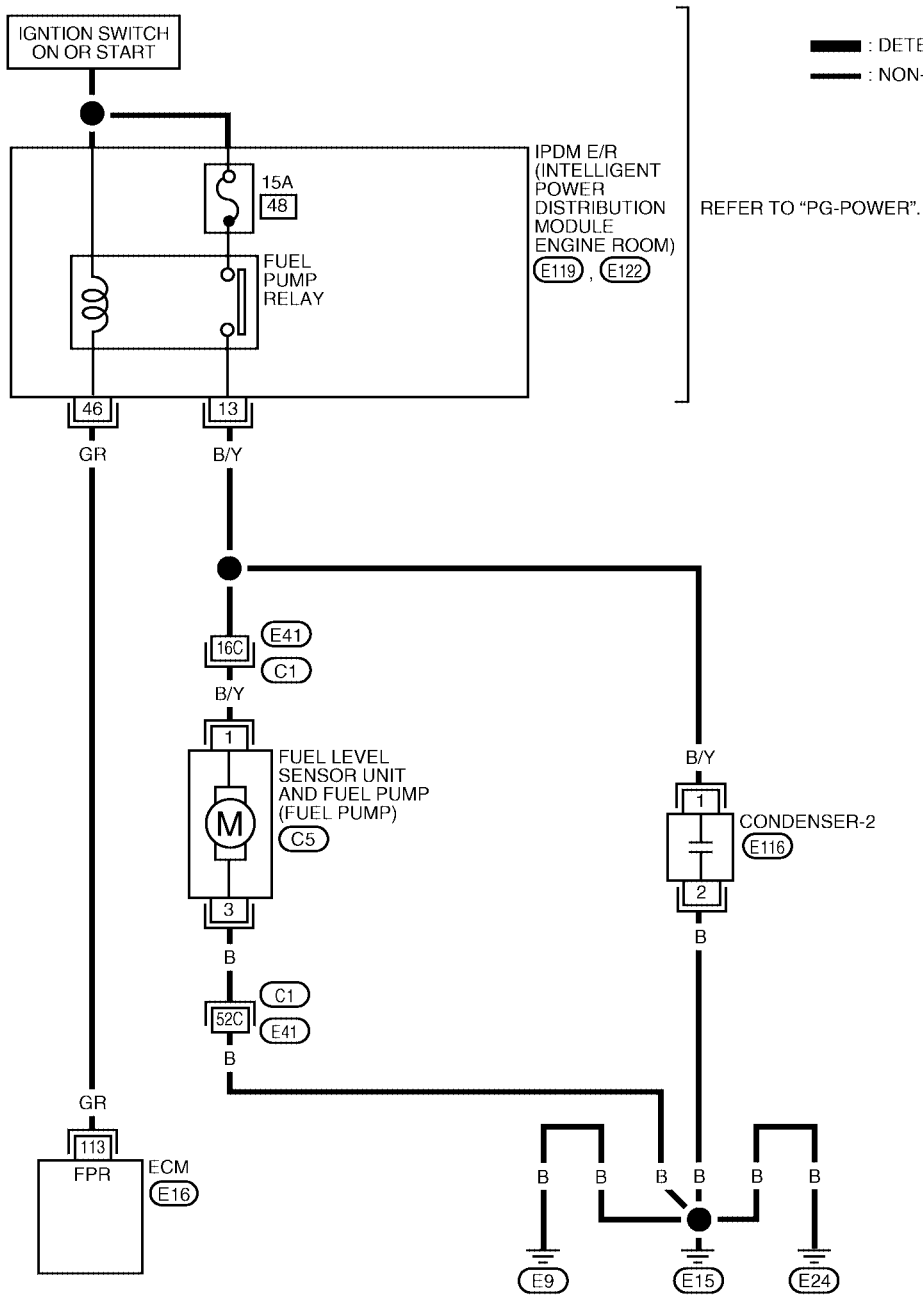 IGNTION SWITCH
ON OR START
: DETE
: NON-
IPDM E/R
(INTELLIGENT
POWER
DISTRIBUTION
MODULE
ENGINE ROOM)
E119 , E122
REFER TO "PG-POWER".
15A
48
FUEL
PUMP
RELAY
46
13
GR
B/Y
16C
E41
C1
B/Y
1
FUEL LEVEL
SENSOR UNIT
AND FUEL PUMP
(FUEL PUMP)
C5
M
3
B
B/Y
1
CONDENSER-2
E116
2
B
C1
52C
E41
B
GR
113
FPR
ECM
E16
B
B
B
B
B
B
E9
E15
E24